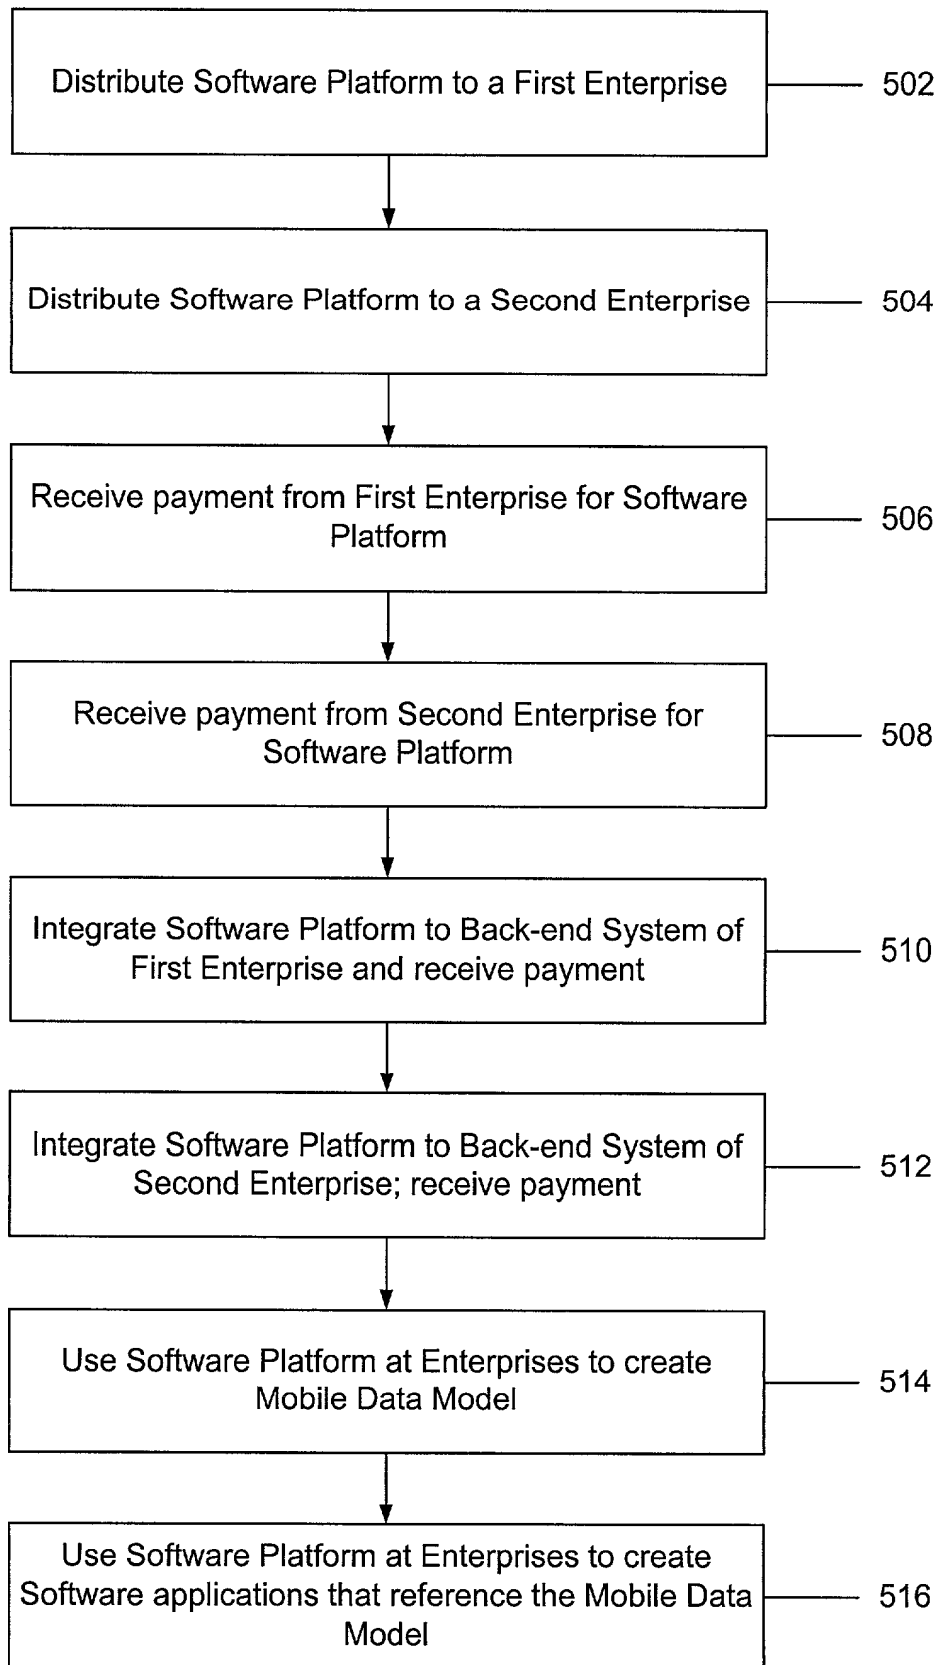 Distribute Software Platform to a First Enterprise
502
Distribute Software Platform to a Second Enterprise
504
Receive payment from First Enterprise for Software
Platform
506
Receive payment from Second Enterprise for
Software Platform
508
Integrate Software Platform to Back-end System of
First Enterprise and receive payment
510
Integrate Software Platform to Back-end System of
Second Enterprise; receive payment
512
Use Software Platform at Enterprises to create
Mobile Data Model
514
Use Software Platform at Enterprises to create
Software applications that reference the Mobile Data
Model
516